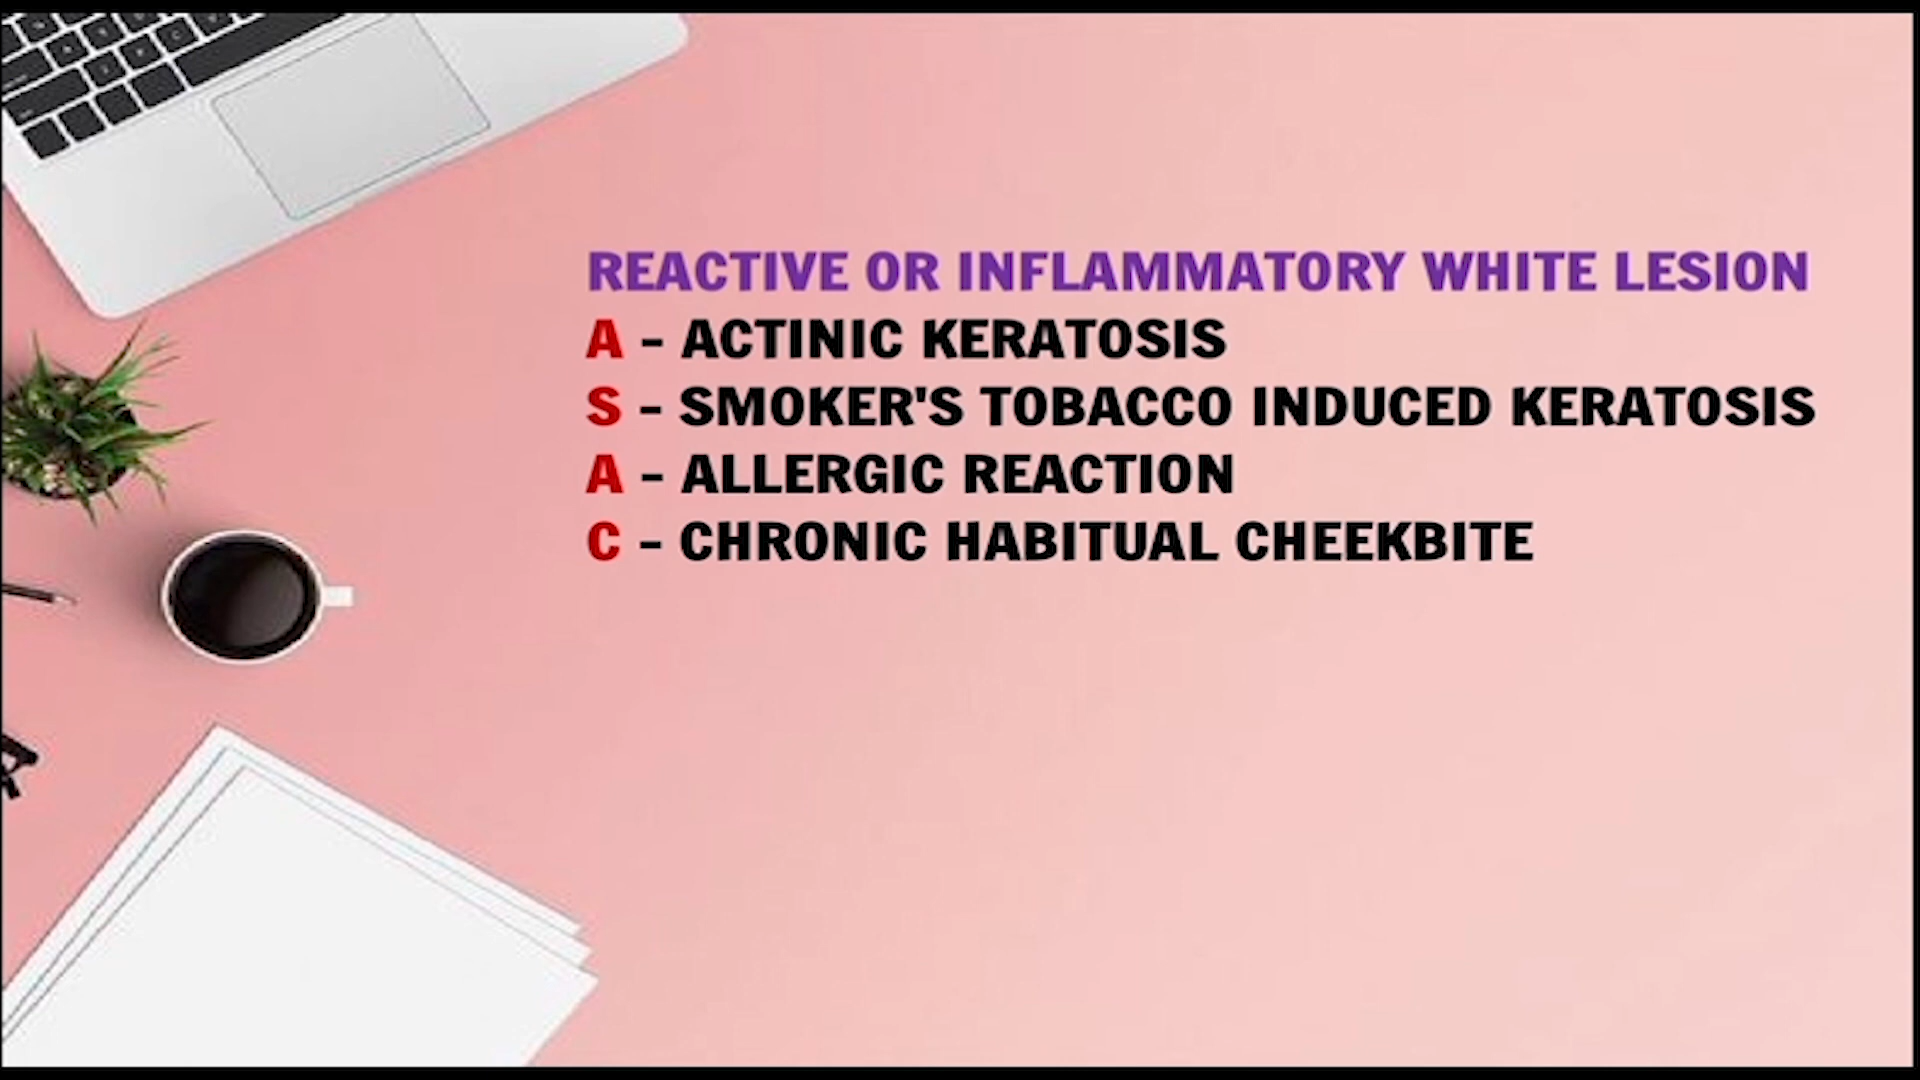 REACTIVE OR INFLAMMATORY WHITE LESION
A - ACTINIC KERATOSIS
S - SMOKER'S TOBACCO INDUCED KERATOSIS
A - ALLERGIC REACTION
C - CHRONIC HABITUAL CHEEKBITE